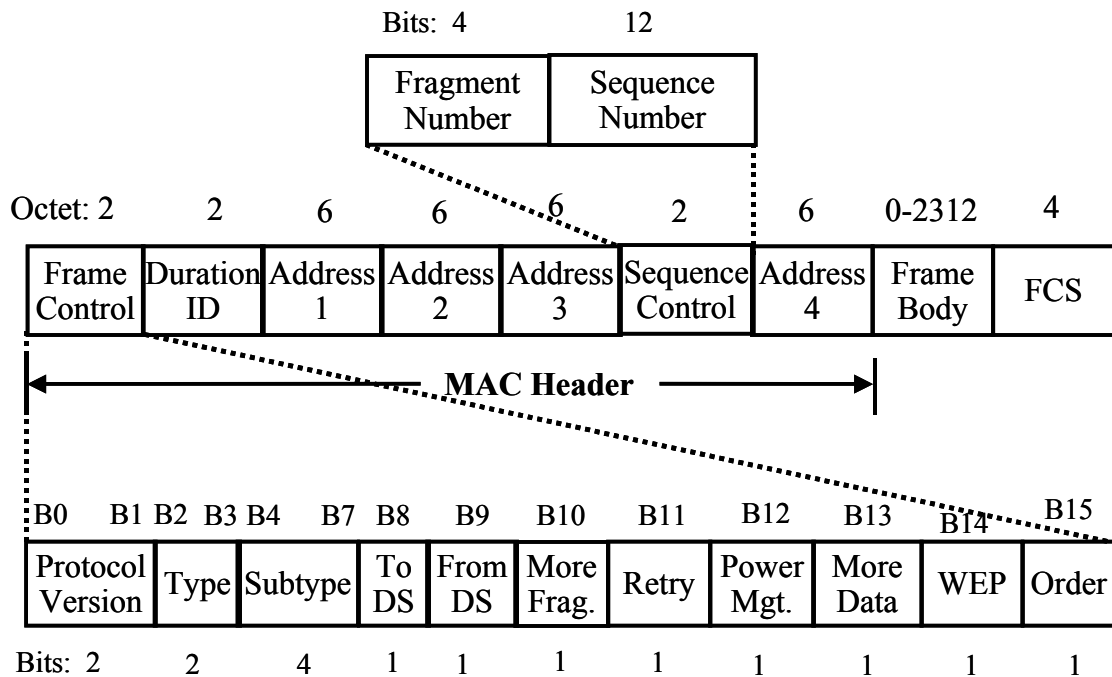 Bits: 4 12
Fragment Number Sequence Number
Octet: 2 2 6 6 6 2 6 0-2312 4
Frame Control Duration ID Address 1 Address 2 Address 3 Sequence Control Address 4 Frame Body FCS
MAC Header
B0 B1 B2 B3 B4 B7 B8 B9 B10 B11 B12 B13 B14 B15
Protocol Version Type Subtype To DS From DS More Frag. Retry Power Mgt. More Data WEP Order
Bits: 2 2 4 1 1 1 1 1 1 1 1